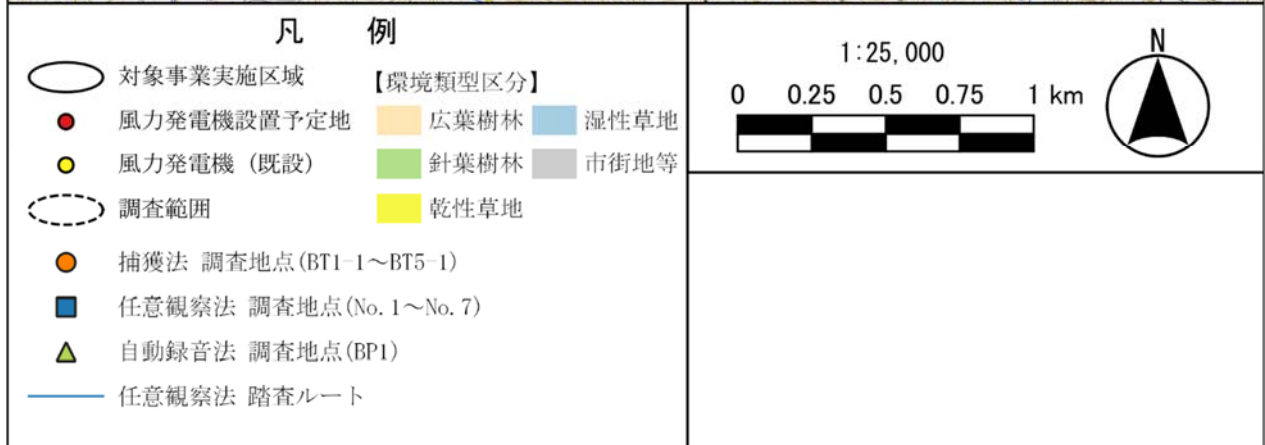 凡 例
対象事業実施区域
風力発電機設置予定地
風力発電機 (既設)
調査範囲
【環境類型区分】
広葉樹林
湿性草地
針葉樹林
市街地等
乾性草地
捕獲法 調査地点(BT1-1～BT5-1)
任意観察法 調査地点(No.1～No.7)
自動録音法 調査地点(BP1)
任意観察法 踏査ルート
1:25,000
0 0.25 0.5 0.75 1 km
N